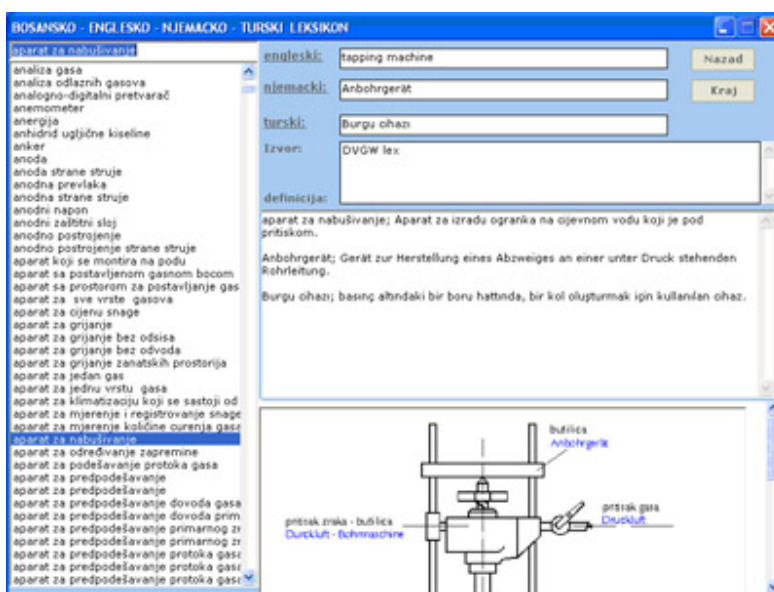 BOSANSKO - ENGLESKO - NJEMACKO - TURSKI LEKSIKON
aparat za nabušivanje
analiza gasa
analiza odlaznih gasova
analogno-digitalni pretvarač
anemometer
anergija
anhidrid ugljične kiseline
anker
anoda
anoda strane struje
anodna prevlaka
anodna strane struje
anodni napon
anodni zaštitni sloj
anodno postrojenje
anodno postrojenje strane struje
aparat koji se montira na podu
aparat sa postavljenom gasnom bocom
aparat sa prostorom za postavljanje gas
aparat za sve vrste gasova
aparat za cijenu snage
aparat za grijanje
aparat za grijanje bez odsisa
aparat za grijanje bez odvoda
aparat za grijanje zanatskih prostorija
aparat za jedan gas
aparat za jednu vrstu gasa
aparat za klimatizaciju koji se sastoji od
aparat za mjerenje i registrovanje snage
aparat za mjerenje količine curenja gasa
aparat za nabušivanje
aparat za određivanje zapremine
aparat za podešavanje protoka gasa
aparat za predpodešavanje
aparat za predpodešavanje
aparat za predpodešavanje dovoda gasa
aparat za predpodešavanje dovoda prim
aparat za predpodešavanje primarnog zr
aparat za predpodešavanje primarnog zr
aparat za predpodešavanje protoka gasa
aparat za predpodešavanje protoka gasa
aparat za predpodešavanje protoka gasa
engleski:
tapping machine
Nazad
njemacki:
Anbohrgerät
Kraj
turski:
Burgu cihazı
Izvor:
DVGW lex
definicija:
aparat za nabušivanje; Aparat za izradu ogranka na cijevnom vodu koji je pod
pritiskom.
Anbohrgerät; Gerät zur Herstellung eines Abzweiges an einer unter Druck stehenden
Rohrleitung.
Burgu cihazı; basınç altındaki bir boru hattında, bir kol oluşturmak için kullanılan cihaz.
butilica
Anbohrgerät
pritisak zraka - butilica
Durckluft - Bohrmaschine
pritisak gasa
Druckluft